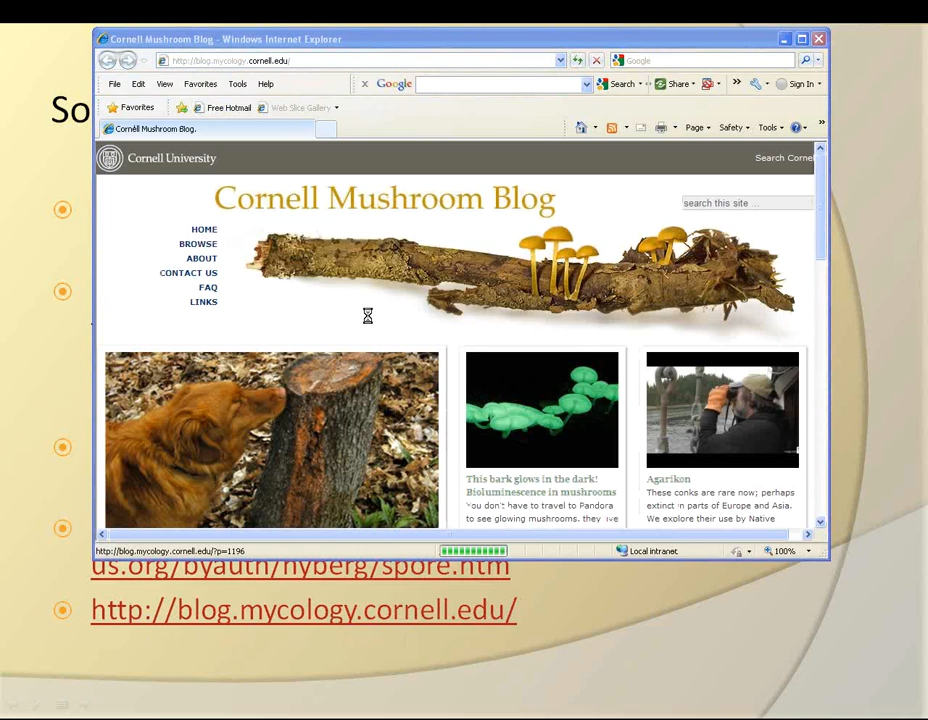 So
Cornell Mushroom Blog - Windows Internet Explorer
http://blog.mycology.cornell.edu/
Google
File Edit View Favorites Tools Help
x Google Search Share » Sign In
Favorites Free Hotmail Web Slice Gallery
Cornell Mushroom Blog. Page Safety Tools »
Cornell University
Search Cornel
Cornell Mushroom Blog
search this site ...
HOME
BROWSE
ABOUT
CONTACT US
FAQ
LINKS
This bark glows in the dark!
Bioluminescence in mushrooms
You don't have to travel to Pandora
to see glowing mushrooms. they live
Agarikon
These conks are rare now; perhaps
extinct in parts of Europe and Asia.
We explore their use by Native
http://blog.mycology.cornell.edu/?p=1196
Local intranet
100%
us.org/byauth/nyberg/spore.htm
http://blog.mycology.cornell.edu/